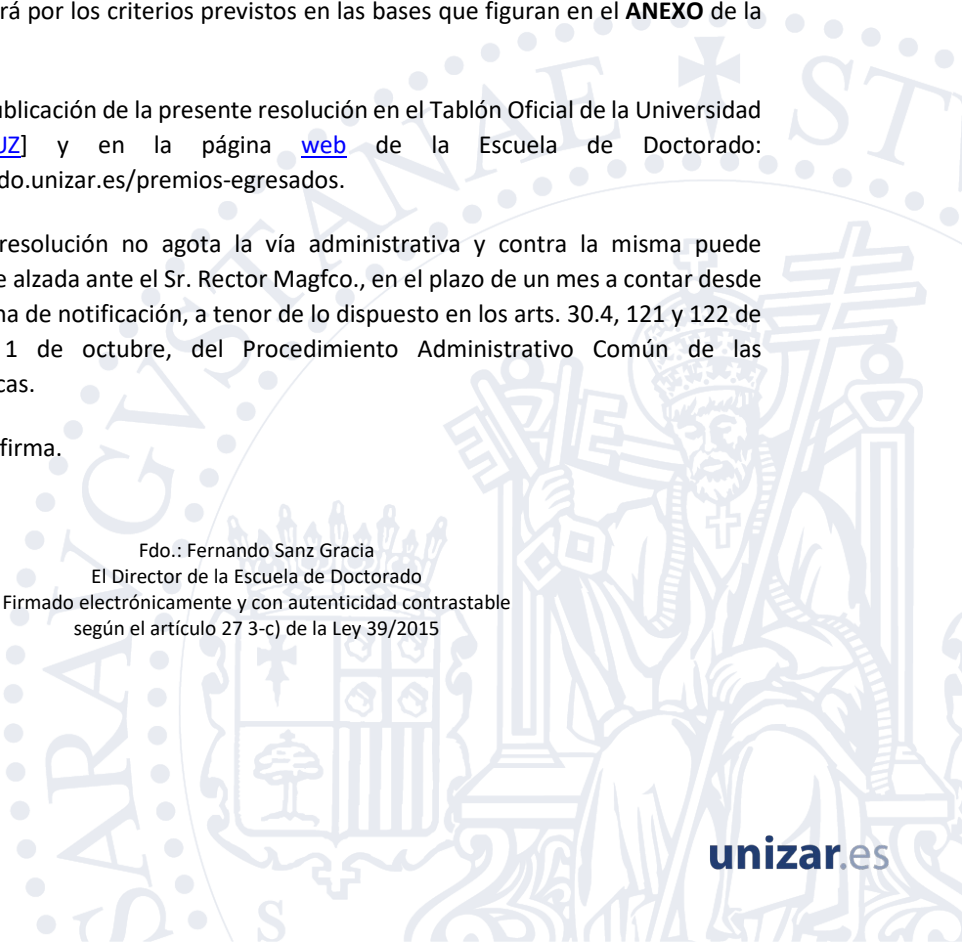 rá por los criterios previstos en las bases que figuran en el ANEXO de la
ublicación de la presente resolución en el Tablón Oficial de la Universidad
UZ] y en la página web de la Escuela de Doctorado:
do.unizar.es/premios-egresados.
resolución no agota la vía administrativa y contra la misma puede
e alzada ante el Sr. Rector Magfco., en el plazo de un mes a contar desde
na de notificación, a tenor de lo dispuesto en los arts. 30.4, 121 y 122 de
1 de octubre, del Procedimiento Administrativo Común de las
cas.
firma.
Fdo.: Fernando Sanz Gracia
El Director de la Escuela de Doctorado
Firmado electrónicamente y con autenticidad contrastable
según el artículo 27 3-c) de la Ley 39/2015
SARAVGVSTANAE ST
S
unizar.es